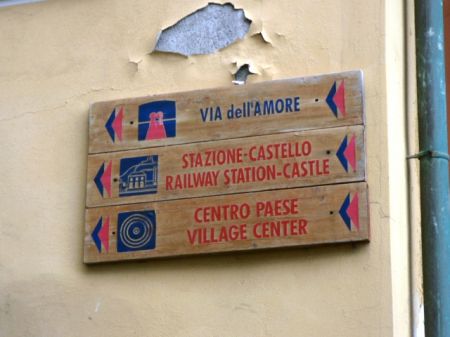 VIA dell'AMORE
STAZIONE-CASTELLO
RAILWAY STATION-CASTLE
CENTRO PAESE
VILLAGE CENTER